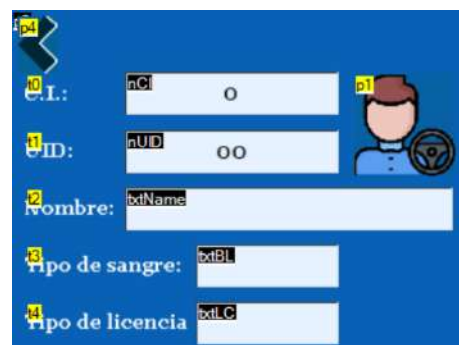 p4
t0 nCI p1
C.I.: 0
t1 nUID
UID: 00
t2 txtName
Nombre:
t3 txtBL
Tipo de sangre:
t4 txtLC
Tipo de licencia